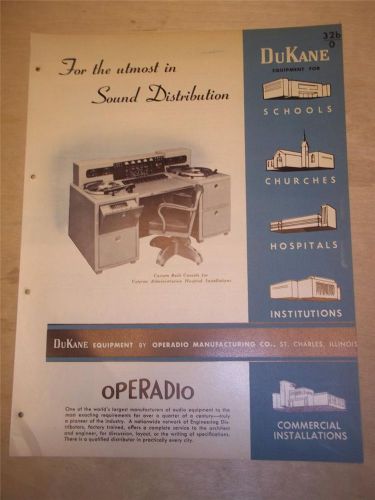 32b
O
For the utmost in
Sound Distribution
DUKANE
EQUIPMENT FOR
SCHOOLS
CHURCHES
HOSPITALS
INSTITUTIONS
Custom Built Console for
Veterans Administration Hospital Installations
DUKANE EQUIPMENT BY OPERADIO MANUFACTURING CO., ST. CHARLES, ILLINOIS
OPERADIO
One of the world's largest manufacturers of audio equipment to the
most exacting requirements for over a quarter of a century—truly
a pioneer of the industry. A nationwide network of Engineering Dis-
tributors, factory trained, offers a complete service to the architect
and engineer, for discussion, layout, or the writing of specifications.
There is a qualified distributor in practically every city.
COMMERCIAL
INSTALLATIONS